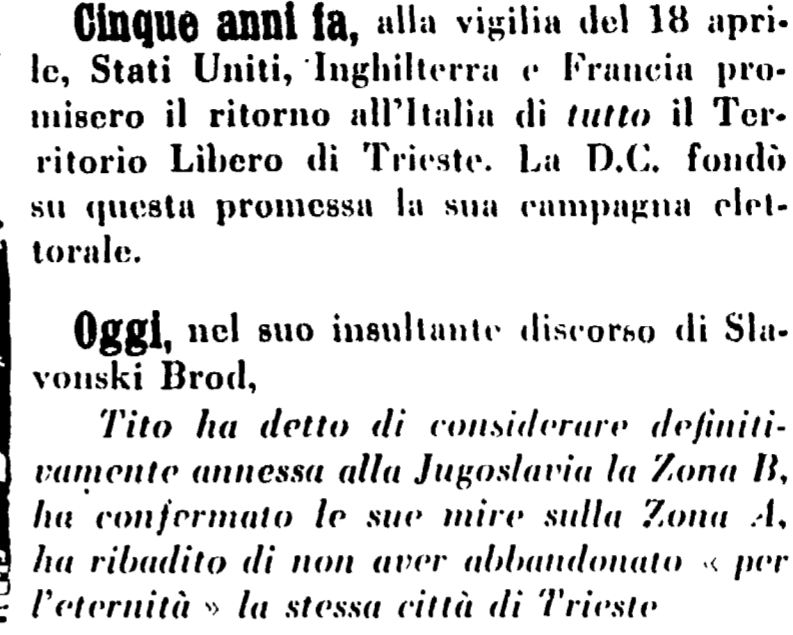 Cinque anni fa, alla vigilia del 18 apri-
le, Stati Uniti, Inghilterra e Francia pro-
misero il ritorno all'Italia di tutto il Ter-
ritorio Libero di Trieste. La D.C. fondò
su questa promessa la sua campagna elet-
torale.
Oggi, nel suo insultante discorso di Sla-
vonski Brod,
Tito ha detto di considerare definiti-
vamente annessa alla Jugoslavia la Zona B,
ha confermato le sue mire sulla Zona A,
ha ribadito di non aver abbandonato « per
l'eternità » la stessa città di Trieste